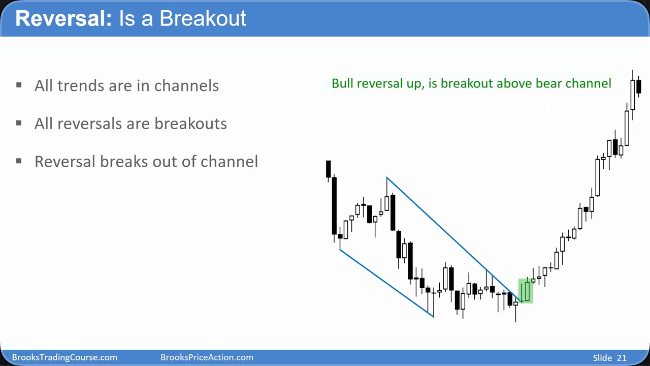 Reversal: Is a Breakout
All trends are in channels
All reversals are breakouts
Reversal breaks out of channel
Bull reversal up, is breakout above bear channel
BrooksTradingCourse.com
BrooksPriceAction.com
Slide 21